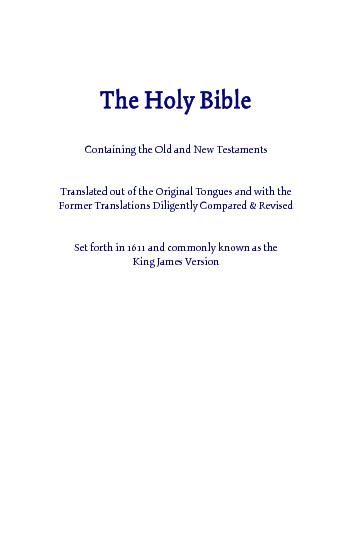 The Holy Bible
Containing the Old and New Testaments
Translated out of the Original Tongues and with the
Former Translations Diligently Compared & Revised
Set forth in 1611 and commonly known as the
King James Version